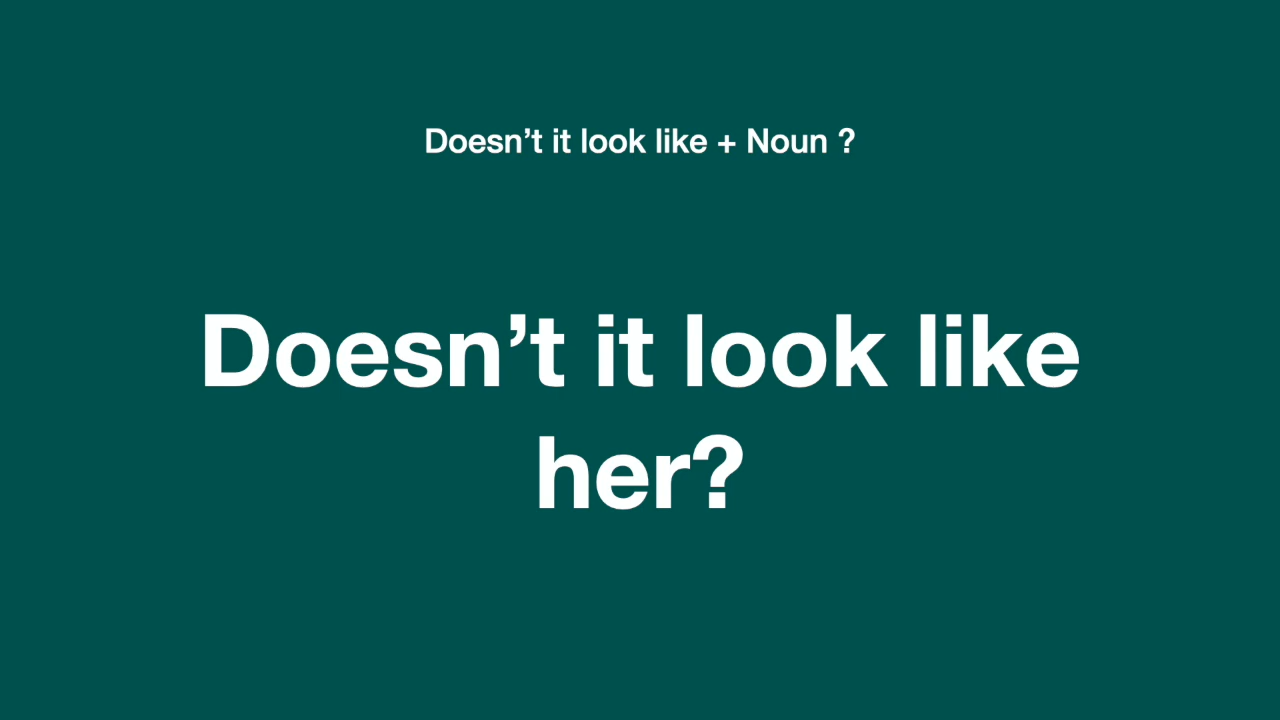 Doesn’t it look like + Noun ?
Doesn’t it look like
her?